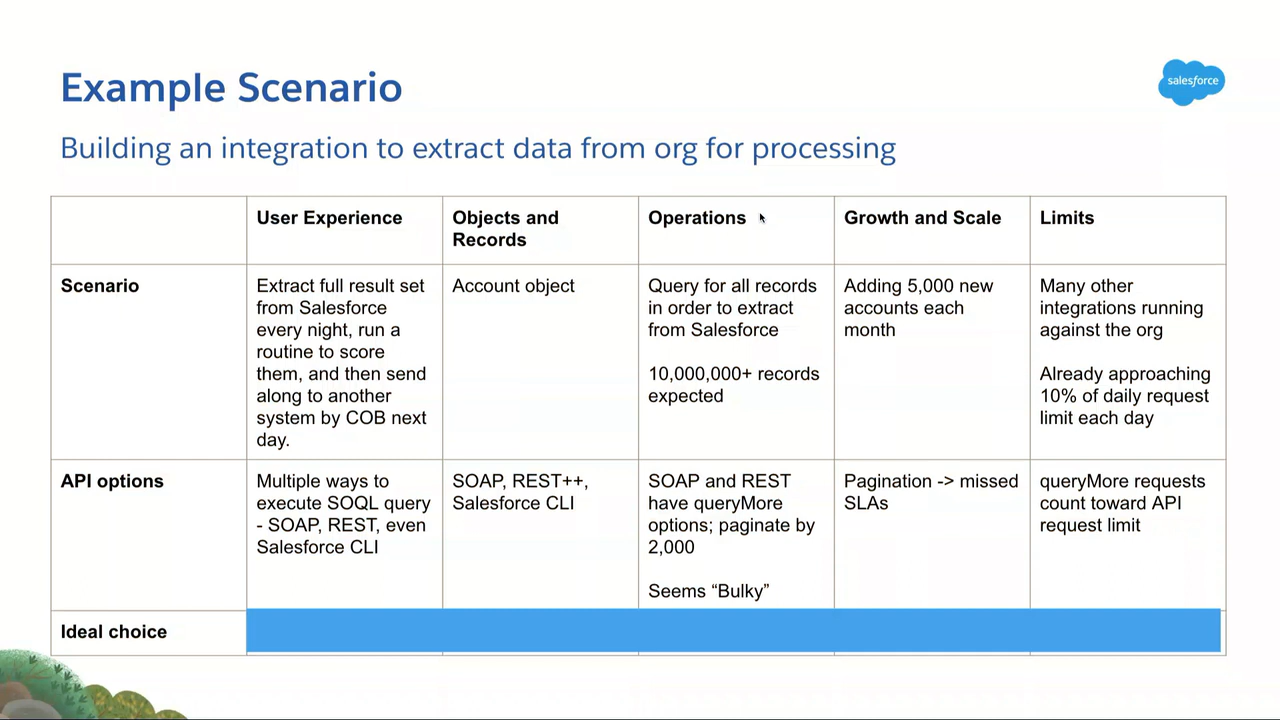 Example Scenario
salesforce
Building an integration to extract data from org for processing
User Experience
Objects and
Records
Operations
Growth and Scale
Limits
Scenario
Extract full result set
from Salesforce
every night, run a
routine to score
them, and then send
along to another
system by COB next
day.
Account object
Query for all records
in order to extract
from Salesforce
10,000,000+ records
expected
Adding 5,000 new
accounts each
month
Many other
integrations running
against the org
Already approaching
10% of daily request
limit each day
API options
Multiple ways to
execute SOQL query
- SOAP, REST, even
Salesforce CLI
SOAP, REST++,
Salesforce CLI
SOAP and REST
have queryMore
options; paginate by
2,000
Seems “Bulky”
Pagination -> missed
SLAs
queryMore requests
count toward API
request limit
Ideal choice